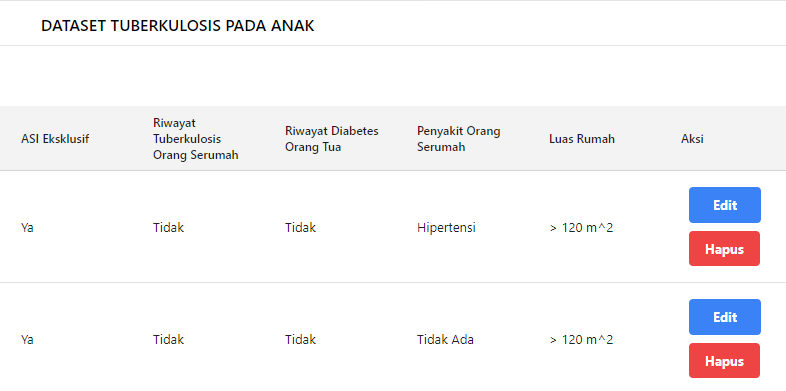 DATASET TUBERKULOSIS PADA ANAK
ASI Eksklusif
Riwayat
Tuberkulosis
Orang Serumah
Riwayat Diabetes
Orang Tua
Penyakit Orang
Serumah
Luas Rumah
Aksi
Ya
Tidak
Tidak
Hipertensi
> 120 m^2
Edit
Hapus
Ya
Tidak
Tidak
Tidak Ada
> 120 m^2
Edit
Hapus